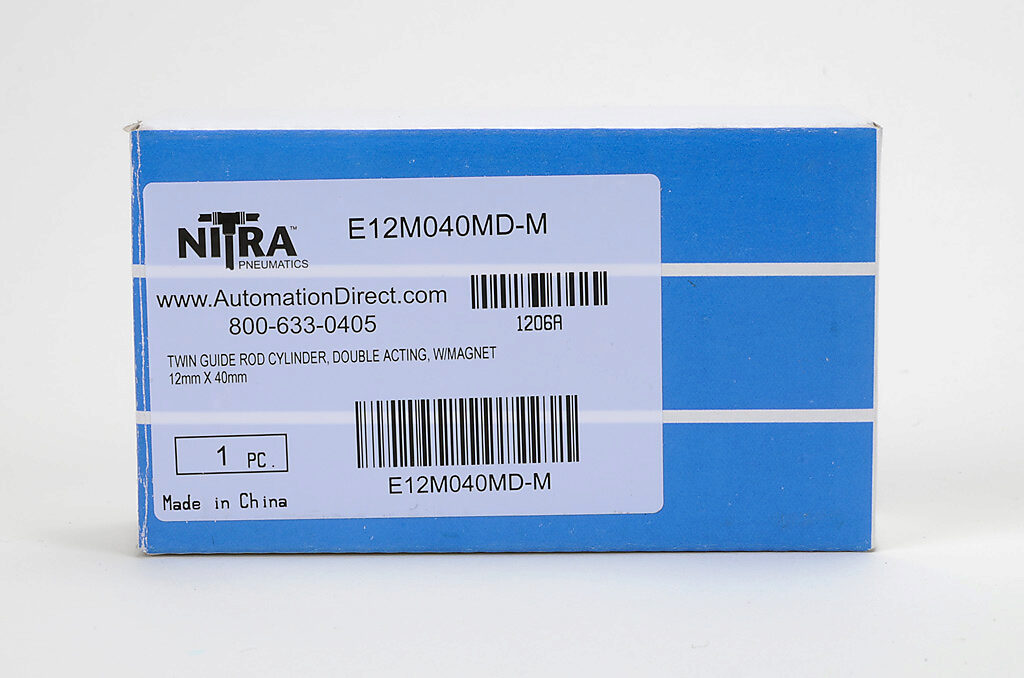 NITRA™
PNEUMATICS
E12M040MD-M
www.AutomationDirect.com
800-633-0405
1206A
TWIN GUIDE ROD CYLINDER, DOUBLE ACTING, W/MAGNET
12mm X 40mm
1 PC.
E12M040MD-M
Made in China